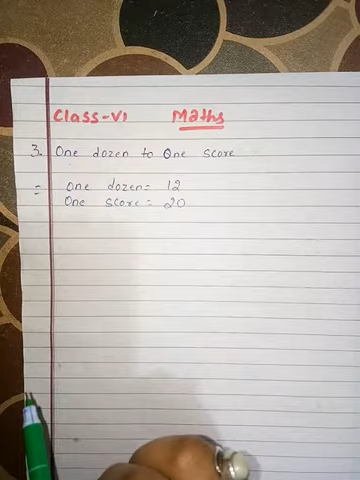 Class-VI Maths
3. One dozen to One score
= One dozen = 12
One score = 20